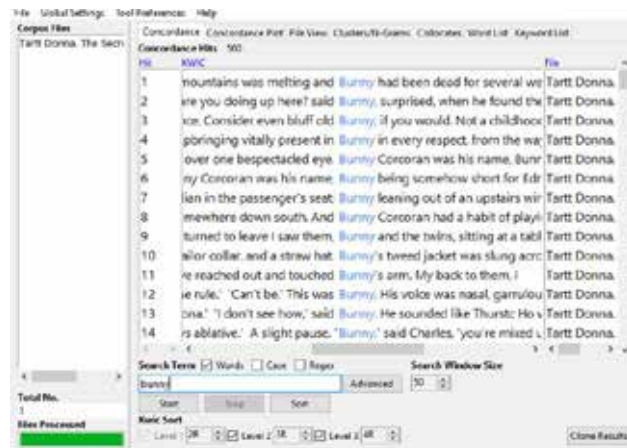 File Global Settings Tool Preferences Help
Corpus Files
Tartt Donna. The Secr
Concordance Concordance Plot File View Clusters/N-Grams Collocates Word List Keyword List
Concordance Hits 500
Hit KWIC File
1 mountains was melting and Bunny had been dead for several we Tartt Donna.
2 are you doing up here? said Bunny, surprised, when he found the Tartt Donna.
3 nce. Consider even bluff old Bunny, if you would. Not a childhood Tartt Donna.
4 springing vitally present in Bunny in every respect, from the way Tartt Donna.
5 over one bespectacled eye. Bunny Corcoran was his name, Bunn Tartt Donna.
6 ny Corcoran was his name, Bunny being somehow short for Edr Tartt Donna.
7 lian in the passenger's seat, Bunny leaning out of an upstairs wir Tartt Donna.
8 mewhere down south. And Bunny Corcoran had a habit of playi Tartt Donna.
9 turned to leave I saw them, Bunny and the twins, sitting at a tabl Tartt Donna.
10 ailor collar, and a straw hat. Bunny's tweed jacket was slung acro Tartt Donna.
11 ve reached out and touched Bunny's arm. My back to them, I Tartt Donna.
12 e rule.' 'Can't be.' This was Bunny. His voice was nasal, garrulou Tartt Donna.
13 ona.' 'I don't see how,' said Bunny. He sounded like Thurstc Ho v Tartt Donna.
14 s ablative.' A slight pause. 'Bunny,' said Charles, 'you're mixed u Tartt Donna.
Search Term Words Case Regex Search Window Size
bunny Advanced 50
Start Stop Sort
Total No.
1
Files Processed
Kwic Sort
Level 1 2R Level 2 3R Level 3 4R Clone Results